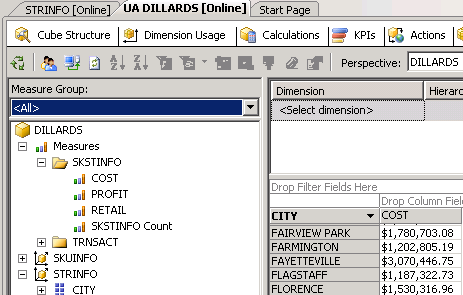 STRINFO [Online] UA DILLARDS [Online] Start Page
Cube Structure Dimension Usage Calculations KPIs Actions
Perspective: DILLARDS
Measure Group:
<All>
DILLARDS
Measures
SKSTINFO
COST
PROFIT
RETAIL
SKSTINFO Count
TRNSACT
SKUINFO
STRINFO
CITY
Dimension Hierarc
<Select dimension>
Drop Filter Fields Here
Drop Column Fiel
CITY COST
FAIRVIEW PARK $1,780,703.08
FARMINGTON $1,202,805.19
FAYETTEVILLE $3,070,446.75
FLAGSTAFF $1,187,322.73
FLORENCE $1,530,316.96